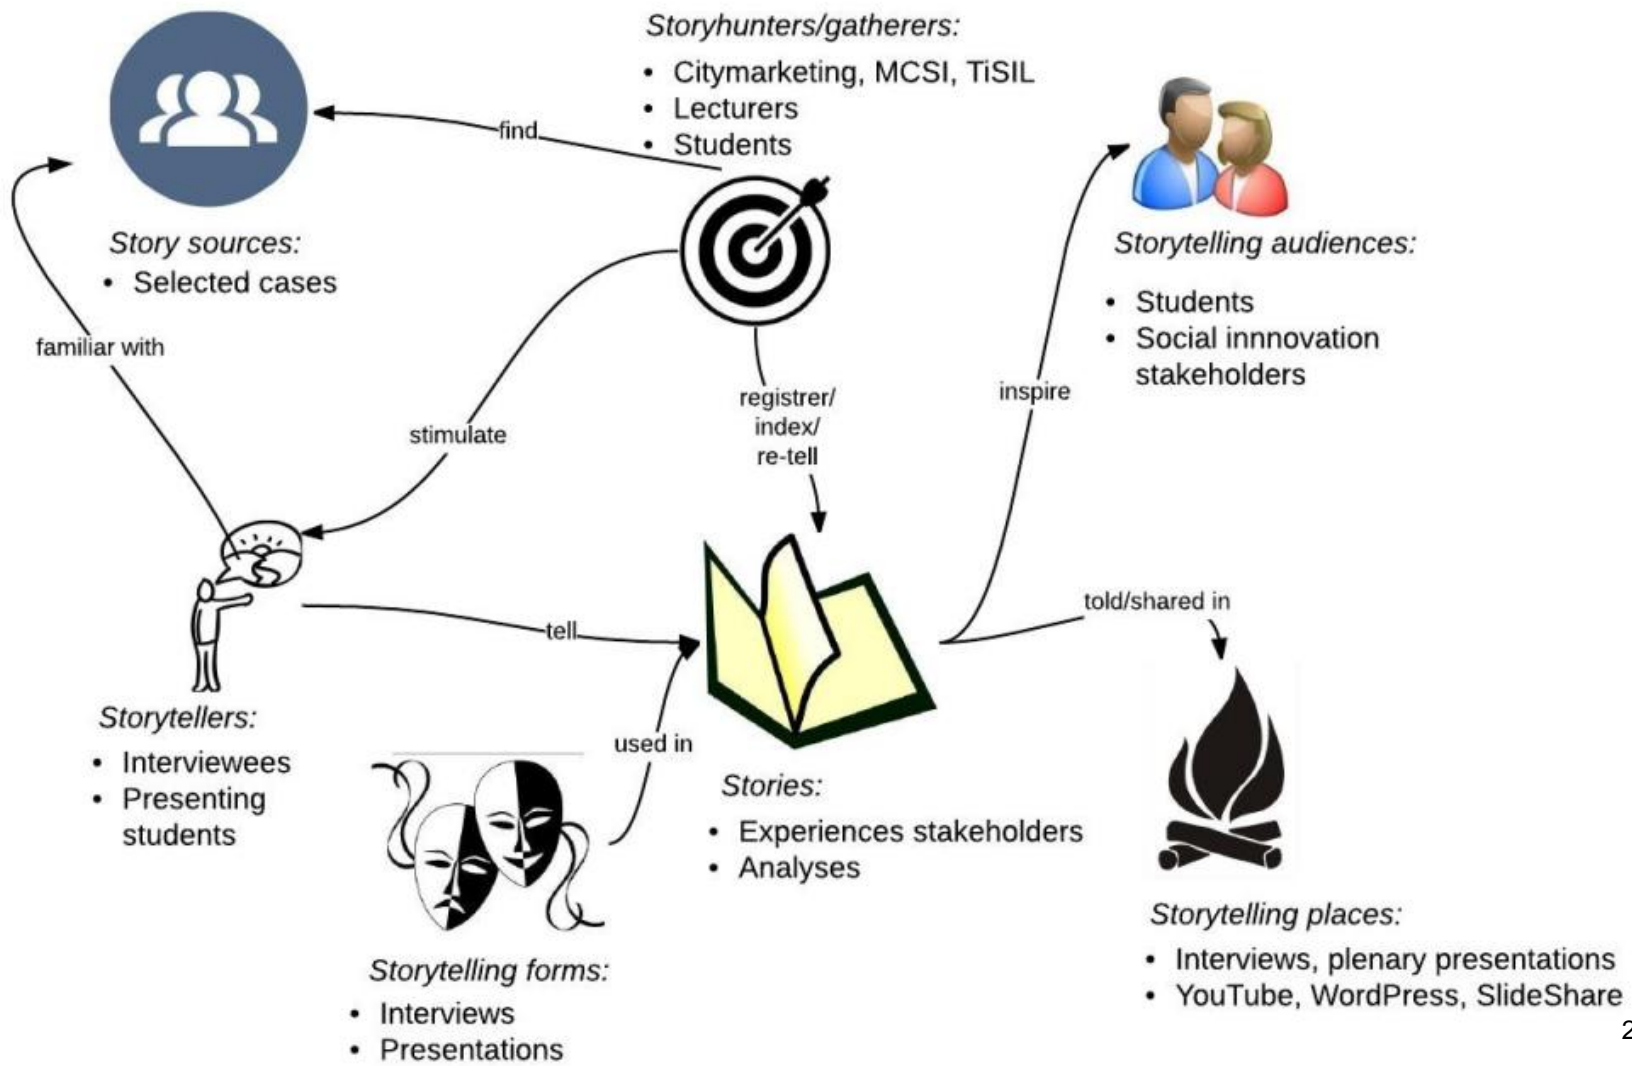 Storyhunters/gatherers:
• Citymarketing, MCSI, TiSIL
• Lecturers
• Students
find
Story sources:
• Selected cases
Storytelling audiences:
• Students
• Social innnovation
stakeholders
familiar with
stimulate
registrer/
index/
re-tell
inspire
told/shared in
tell
Storytellers:
• Interviewees
• Presenting
students
used in
Stories:
• Experiences stakeholders
• Analyses
Storytelling forms:
• Interviews
• Presentations
Storytelling places:
• Interviews, plenary presentations
• YouTube, WordPress, SlideShare
2